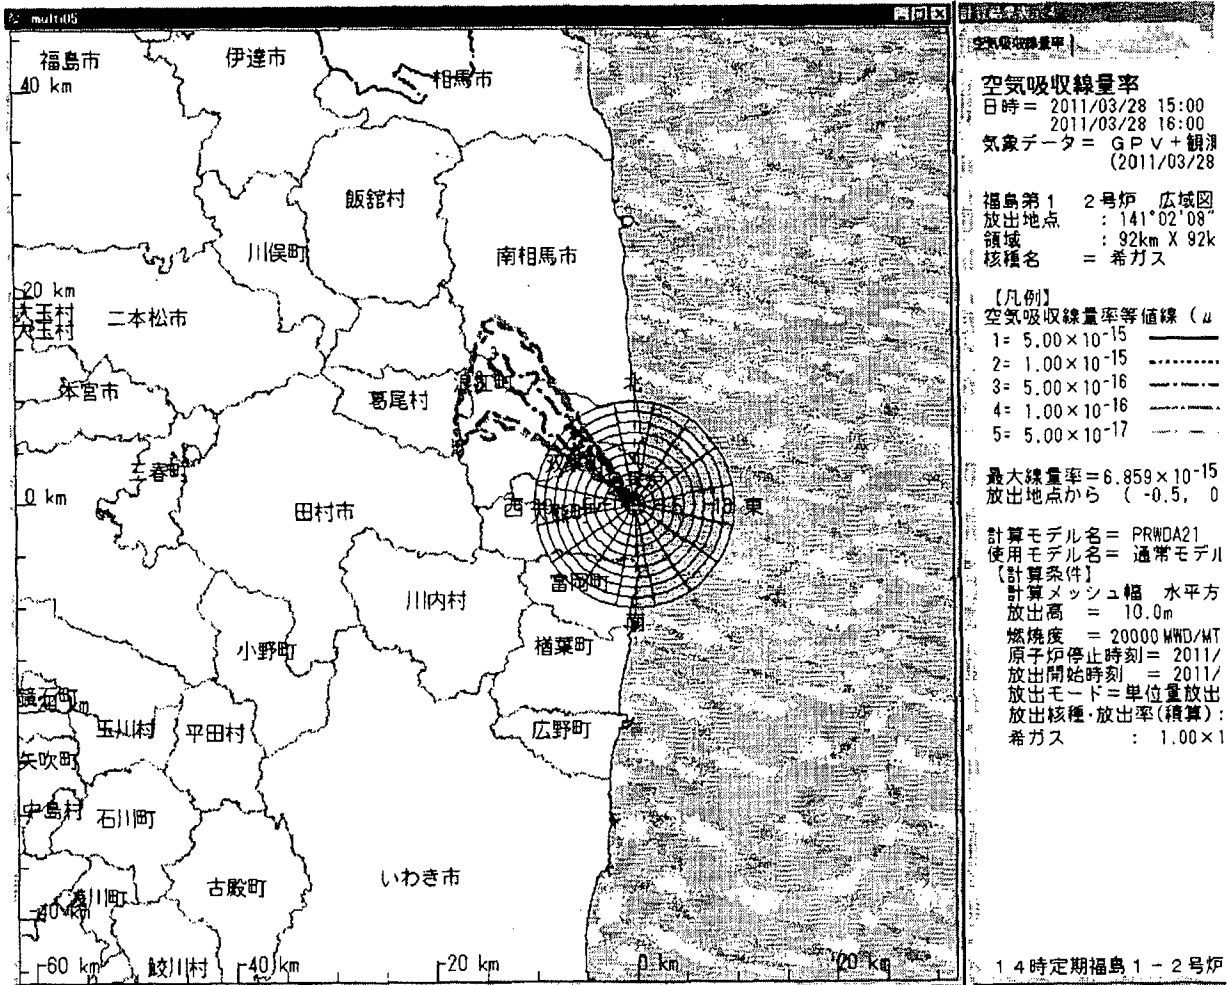 multi05
福島市
伊達市
相馬市
40 km
飯舘村
川俣町
南相馬市
20 km
大玉村
大玉村
二本松市
浪江町
本宮市
葛尾村
北
三春町
双葉町
0 km
田村市
西
東
富岡町
川内村
南
小野町
楢葉町
鏡石町
玉川村
平田村
広野町
矢吹町
中島村
石川町
古殿町
いわき市
鮫川村
60 km
40 km
20 km
0 km
20 km
空気吸収線量率
空気吸収線量率
日時= 2011/03/28 15:00
2011/03/28 16:00
気象データ= GPV+観測
(2011/03/28
福島第1 2号炉 広域図
放出地点 : 141°02'08"
領域 : 92km X 92k
核種名 = 希ガス
【凡例】
空気吸収線量率等値線 (μ
1= 5.00×10-15
2= 1.00×10-15
3= 5.00×10-16
4= 1.00×10-16
5= 5.00×10-17
最大線量率=6.859×10-15
放出地点から ( -0.5, 0
計算モデル名= PRWDA21
使用モデル名= 通常モデル
【計算条件】
計算メッシュ幅 水平方
放出高 = 10.0m
燃焼度 = 20000MWD/MT
原子炉停止時刻= 2011/
放出開始時刻 = 2011/
放出モード=単位量放出
放出核種・放出率(積算):
希ガス : 1.00×1
14時定期福島1-2号炉